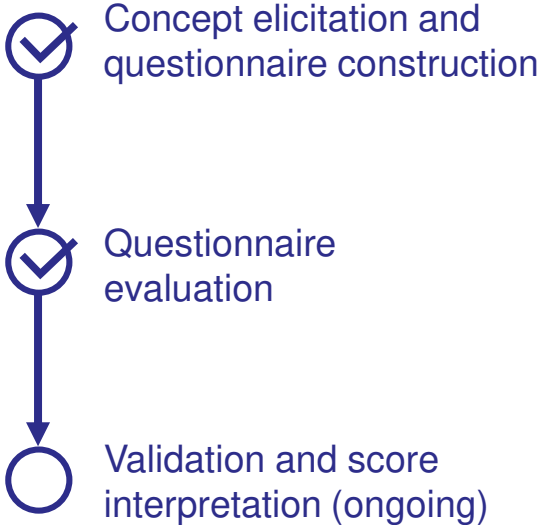 Concept elicitation and
questionnaire construction
Questionnaire
evaluation
Validation and score
interpretation (ongoing)